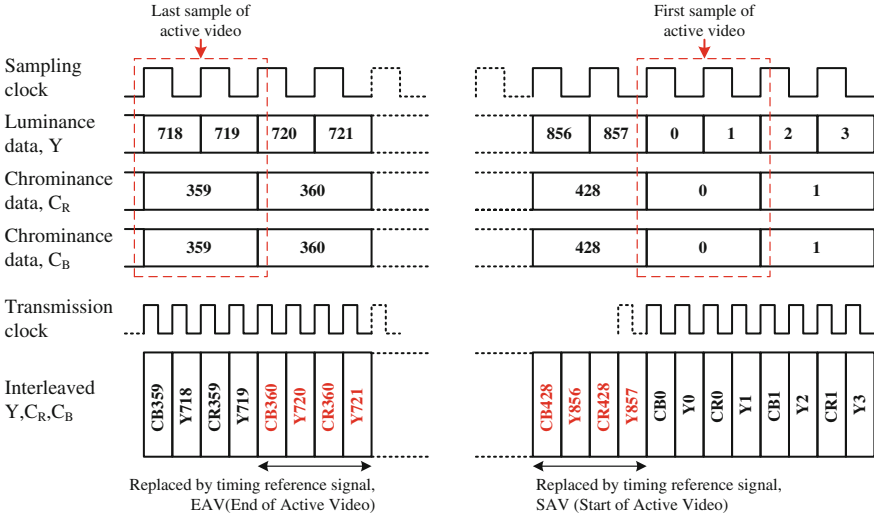 Last sample of
active video
First sample of
active video
Sampling
clock
Luminance
data, Y
718 719 720 721 856 857 0 1 2 3
Chrominance
data, CR
359 360 428 0 1
Chrominance
data, CB
359 360 428 0 1
Transmission
clock
Interleaved
Y,CR,CB
CB359 Y718 CR359 Y719 CB360 Y720 CR360 Y721 CB428 Y856 CR428 Y857 CB0 Y0 CR0 Y1 CB1 Y2 CR1 Y3
Replaced by timing reference signal,
EAV(End of Active Video)
Replaced by timing reference signal,
SAV (Start of Active Video)